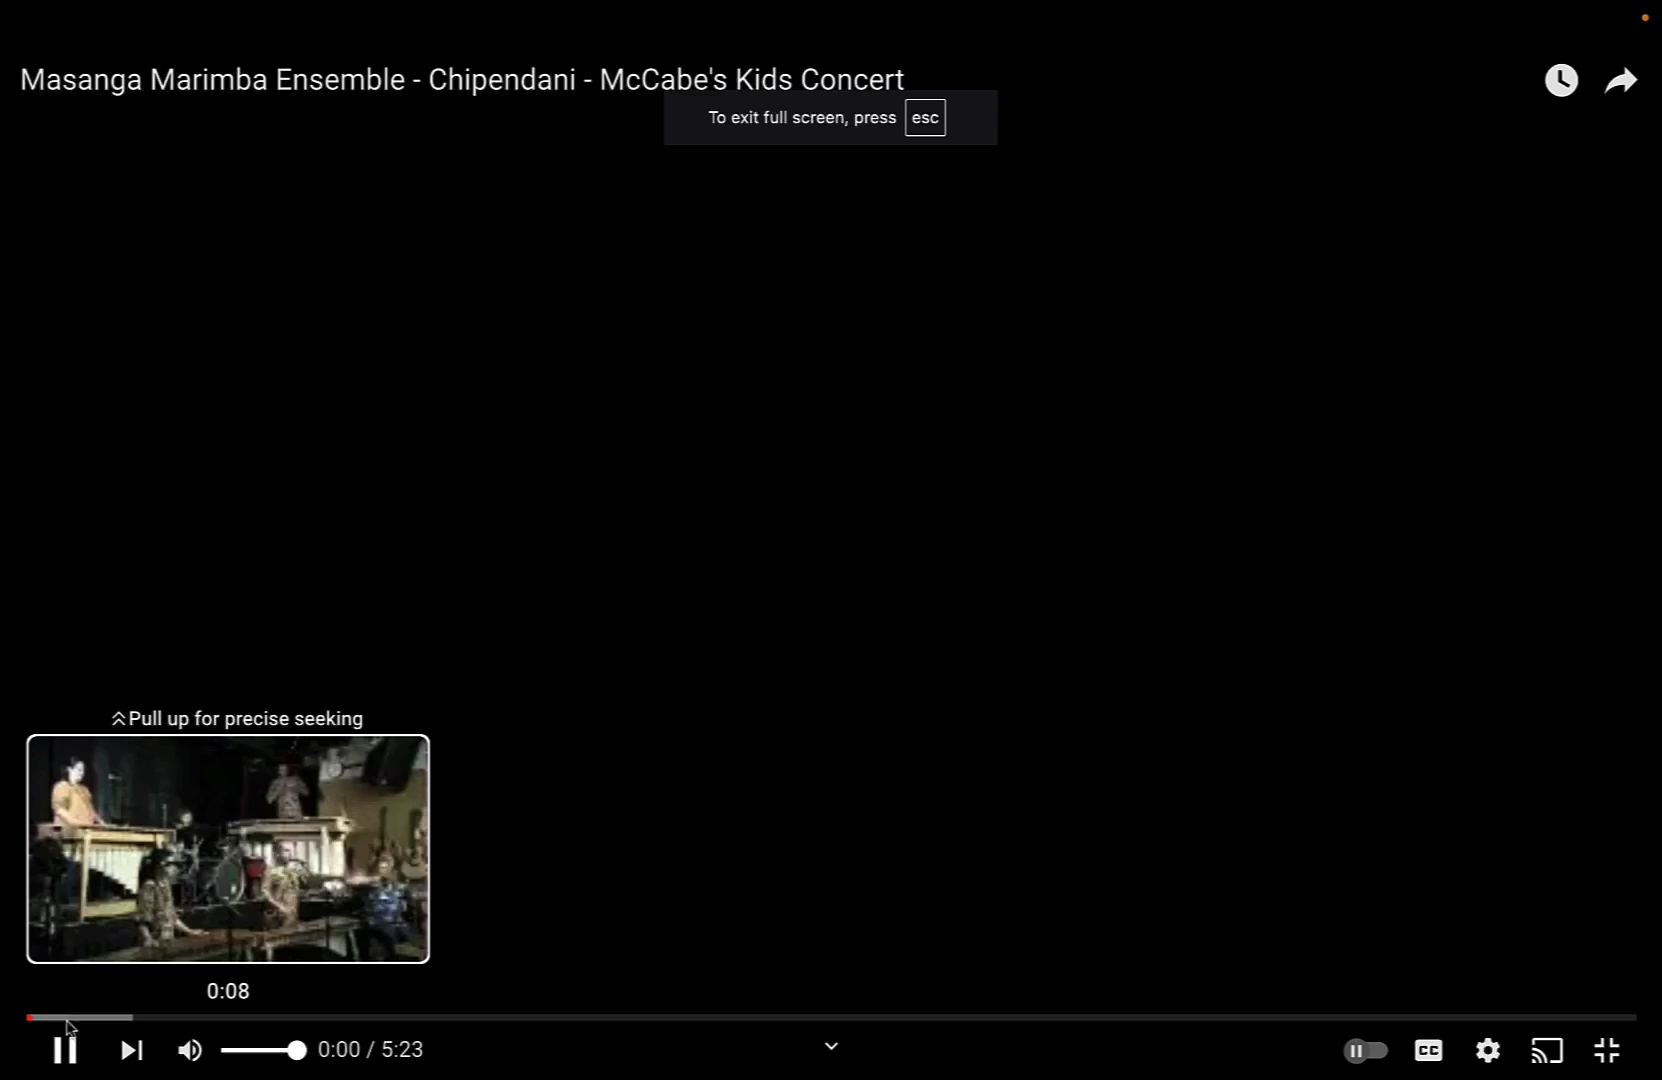 Masanga Marimba Ensemble - Chipendani - McCabe's Kids Concert
To exit full screen, press esc
Pull up for precise seeking
0:08
0:00 / 5:23
CC